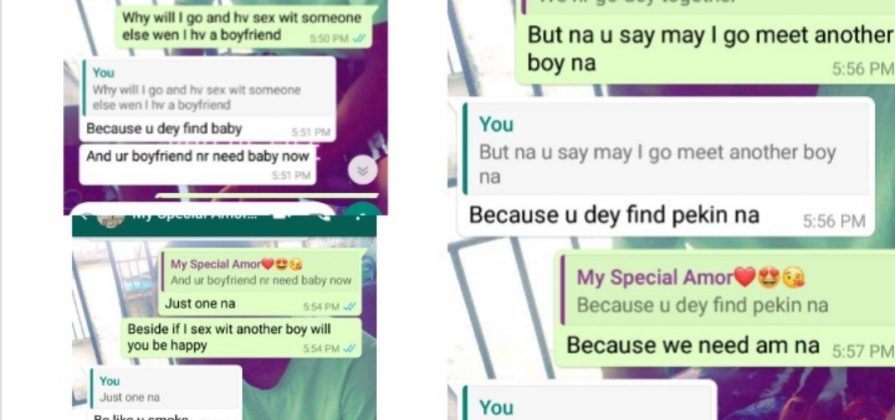 Why will I go and hv sex wit someone
else wen I hv a boyfriend 5:50 PM
You
Why will I go and hv sex wit someone
else wen I hv a boyfriend
Because u dey find baby 5:51 PM
And ur boyfriend nr need baby now
5:51 PM
My Special Amor...
My Special Amor❤️🤩😘
And ur boyfriend nr need baby now
Just one na 5:54 PM
Beside if I sex wit another boy will
you be happy 5:54 PM
You
Just one na
Be like u smoke
But na u say may I go meet another
boy na 5:56 PM
You
But na u say may I go meet another boy
na
Because u dey find pekin na 5:56 PM
My Special Amor❤️🤩😘
Because u dey find pekin na
Because we need am na 5:57 PM
You